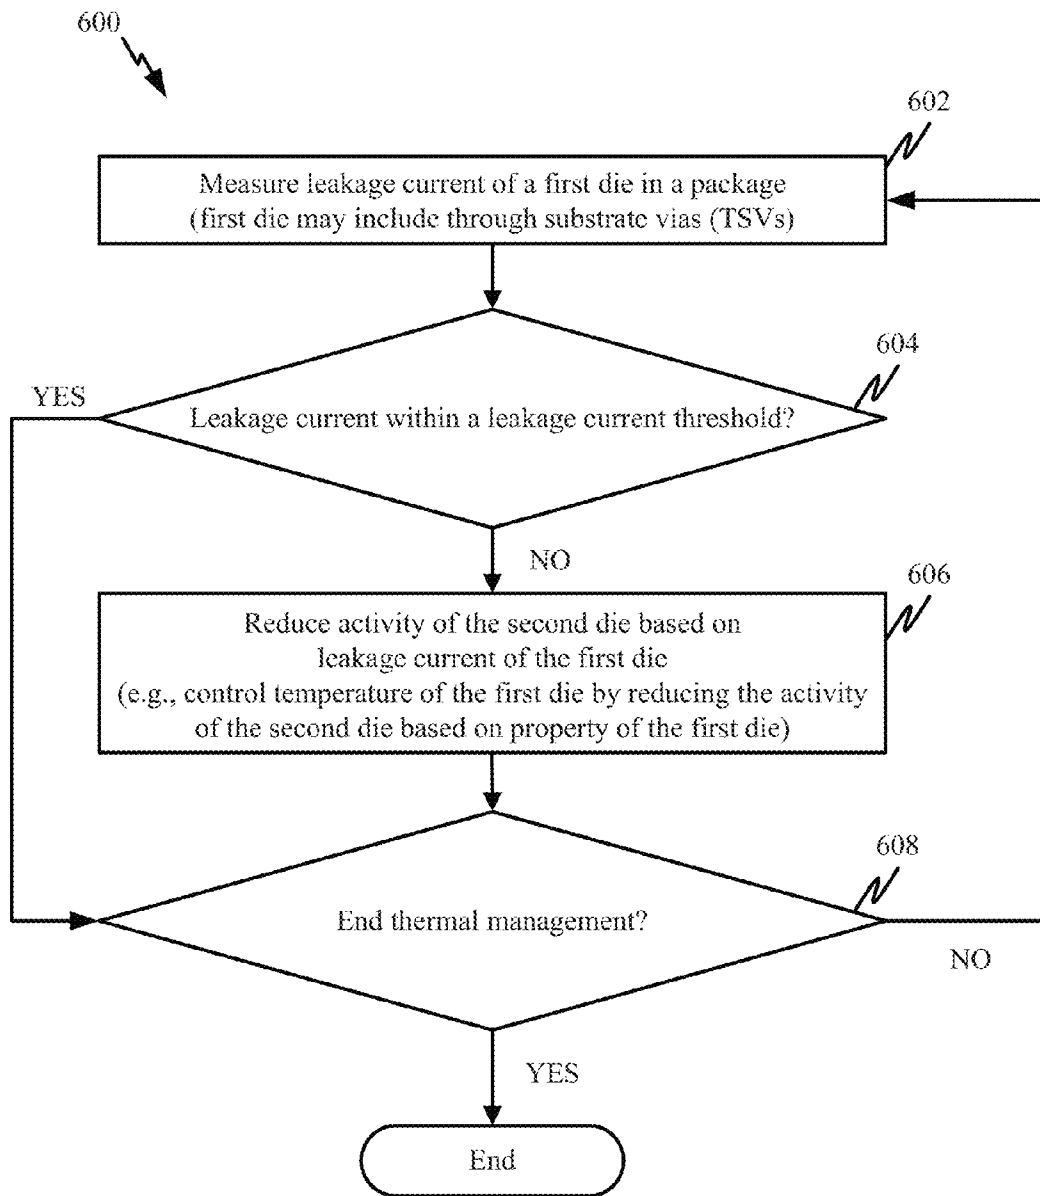 600
602
Measure leakage current of a first die in a package
(first die may include through substrate vias (TSVs)
604
YES
Leakage current within a leakage current threshold?
NO
606
Reduce activity of the second die based on
leakage current of the first die
(e.g., control temperature of the first die by reducing the activity
of the second die based on property of the first die)
608
End thermal management?
NO
YES
End